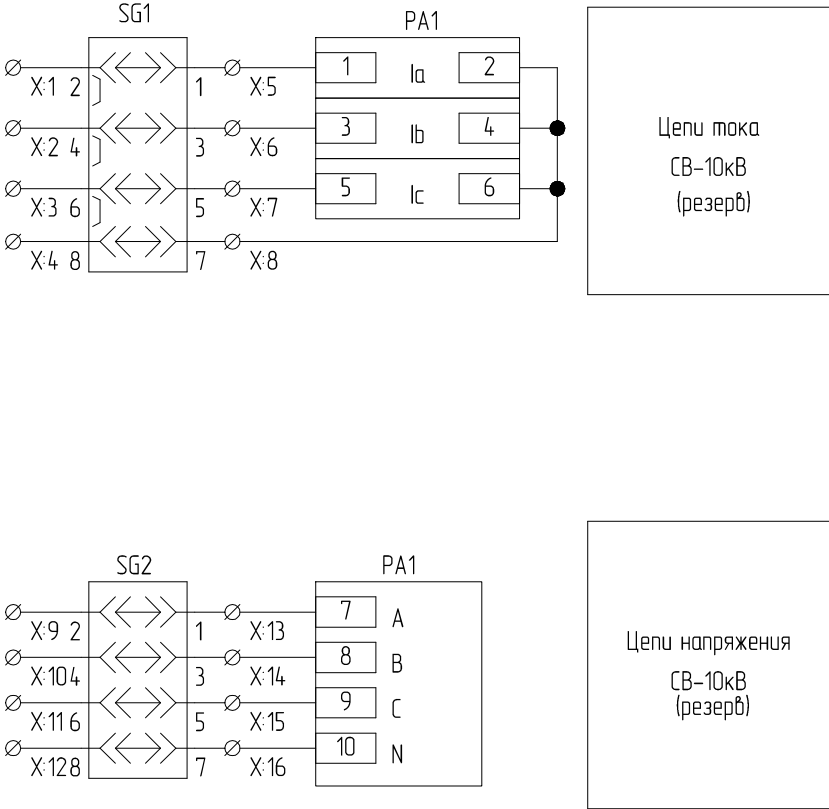 SG1 PA1
X:1 2 1 X:5 1 Ia 2
X:2 4 3 X:6 3 Ib 4
X:3 6 5 X:7 5 Ic 6
X:4 8 7 X:8
Цепи тока
СВ-10кВ
(резерв)
SG2 PA1
X:9 2 1 X:13 7 A
X:10 4 3 X:14 8 B
X:11 6 5 X:15 9 C
X:12 8 7 X:16 10 N
Цепи напряжения
СВ-10кВ
(резерв)